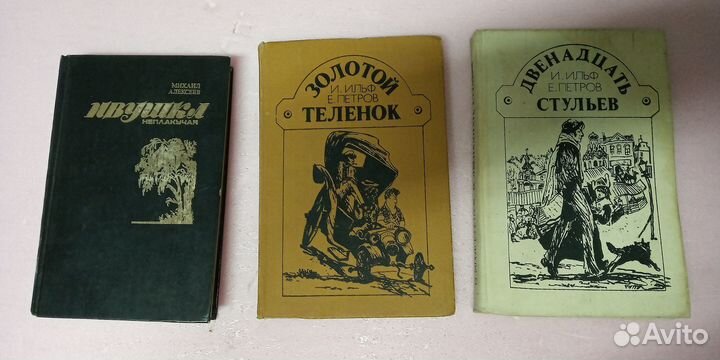 МИХАИЛ
АЛЕКСЕЕВ
ИВУШКА
НЕПЛАКУЧАЯ
ЗОЛОТОЙ
И. ИЛЬФ
Е. ПЕТРОВ
ТЕЛЕНОК
ДВЕНАДЦАТЬ
И. ИЛЬФ
Е. ПЕТРОВ
СТУЛЬЕВ
Avito